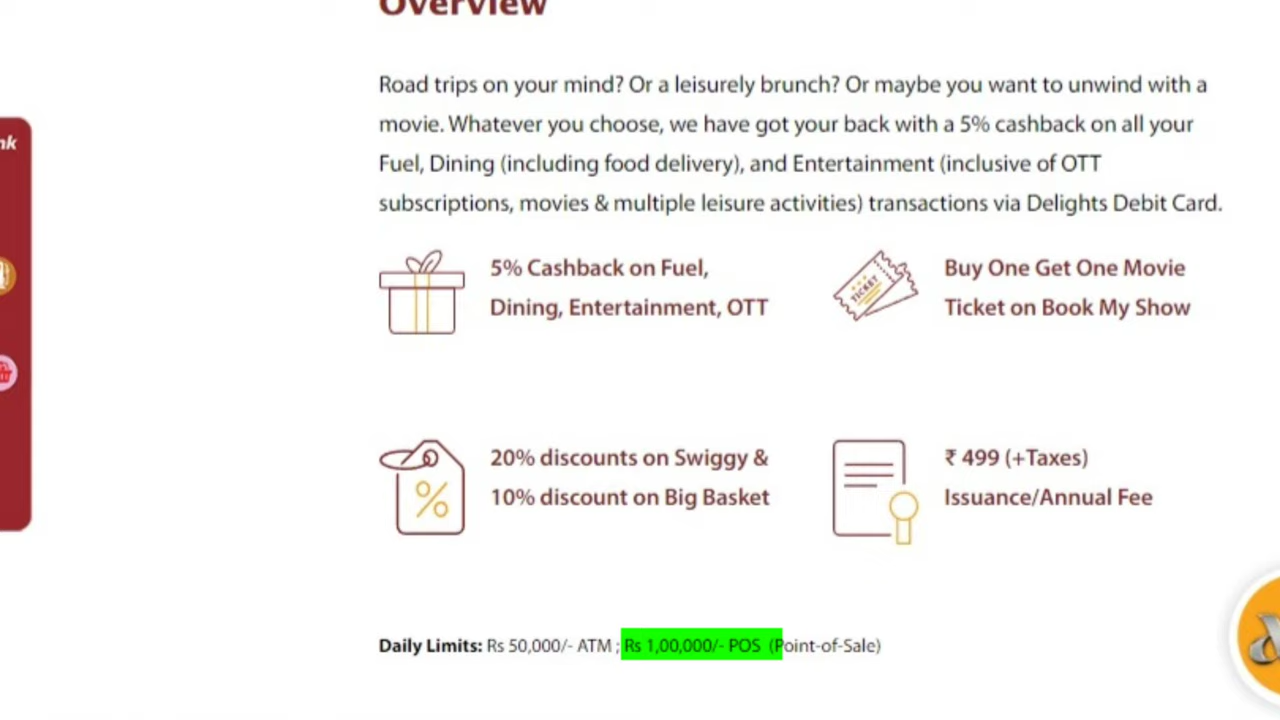 Overview
nk
Road trips on your mind? Or a leisurely brunch? Or maybe you want to unwind with a
movie. Whatever you choose, we have got your back with a 5% cashback on all your
Fuel, Dining (including food delivery), and Entertainment (inclusive of OTT
subscriptions, movies & multiple leisure activities) transactions via Delights Debit Card.
5% Cashback on Fuel,
Dining, Entertainment, OTT
TICKET
Buy One Get One Movie
Ticket on Book My Show
%
20% discounts on Swiggy &
10% discount on Big Basket
₹ 499 (+Taxes)
Issuance/Annual Fee
Daily Limits: Rs 50,000/- ATM ; Rs 1,00,000/- POS (Point-of-Sale)